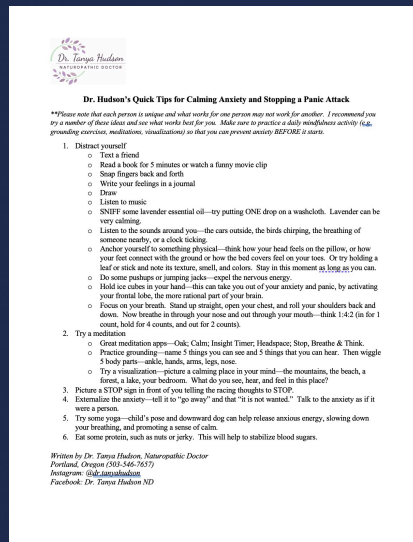 Dr. Tanya Hudson
NATUROPATHIC DOCTOR
Dr. Hudson's Quick Tips for Calming Anxiety and Stopping a Panic Attack
**Please note that each person is unique and what works for one person may not work for another. I recommend you
try a number of these ideas and see what works best for you. Make sure to practice a daily mindfulness activity (e.g.
grounding exercises, meditations, visualizations) so that you can prevent anxiety BEFORE it starts.
1. Distract yourself
o Text a friend
o Read a book for 5 minutes or watch a funny movie clip
o Snap fingers back and forth
o Write your feelings in a journal
o Draw
o Listen to music
o SNIFF some lavender essential oil—try putting ONE drop on a washcloth. Lavender can be
very calming.
o Listen to the sounds around you—the cars outside, the birds chirping, the breathing of
someone nearby, or a clock ticking.
o Anchor yourself to something physical—think how your head feels on the pillow, or how
your feet connect with the ground or how the bed covers feel on your toes. Or try holding a
leaf or stick and note its texture, smell, and colors. Stay in this moment as long as you can.
o Do some pushups or jumping jacks—expel the nervous energy.
o Hold ice cubes in your hand—this can take you out of your anxiety and panic, by activating
your frontal lobe, the more rational part of your brain.
o Focus on your breath. Stand up straight, open your chest, and roll your shoulders back and
down. Now breathe in through your nose and out through your mouth—think 1:4:2 (in for 1
count, hold for 4 counts, and out for 2 counts).
2. Try a meditation
o Great meditation apps—Oak; Calm; Insight Timer; Headspace; Stop, Breathe & Think.
o Practice grounding—name 5 things you can see and 5 things that you can hear. Then wiggle
5 body parts—ankle, hands, arms, legs, nose.
o Try a visualization—picture a calming place in your mind—the mountains, the beach, a
forest, a lake, your bedroom. What do you see, hear, and feel in this place?
3. Picture a STOP sign in front of you telling the racing thoughts to STOP.
4. Externalize the anxiety—tell it to "go away" and that "it is not wanted." Talk to the anxiety as if it
were a person.
5. Try some yoga—child's pose and downward dog can help release anxious energy, slowing down
your breathing, and promoting a sense of calm.
6. Eat some protein, such as nuts or jerky. This will help to stabilize blood sugars.
Written by Dr. Tanya Hudson, Naturopathic Doctor
Portland, Oregon (503-546-7657)
Instagram: @dr.tanyahudson
Facebook: Dr. Tanya Hudson ND